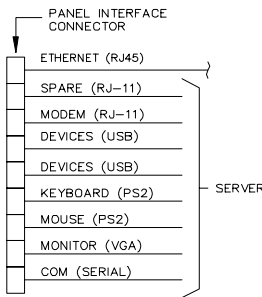 PANEL INTERFACE
CONNECTOR
ETHERNET (RJ45)
SPARE (RJ-11)
MODEM (RJ-11)
DEVICES (USB)
DEVICES (USB)
KEYBOARD (PS2)
MOUSE (PS2)
MONITOR (VGA)
COM (SERIAL)
SERVER